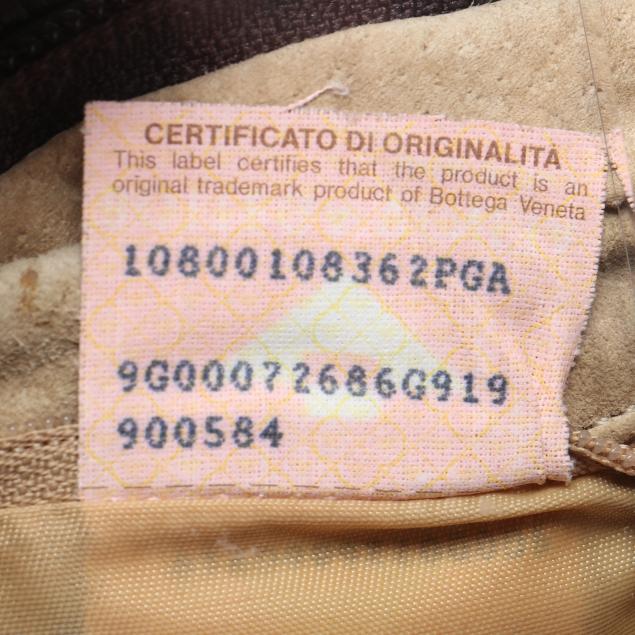 CERTIFICATO DI ORIGINALITÀ
This label certifies that the product is an
original trademark product of Bottega Veneta
10800108362PGA
9G00072686G919
900584